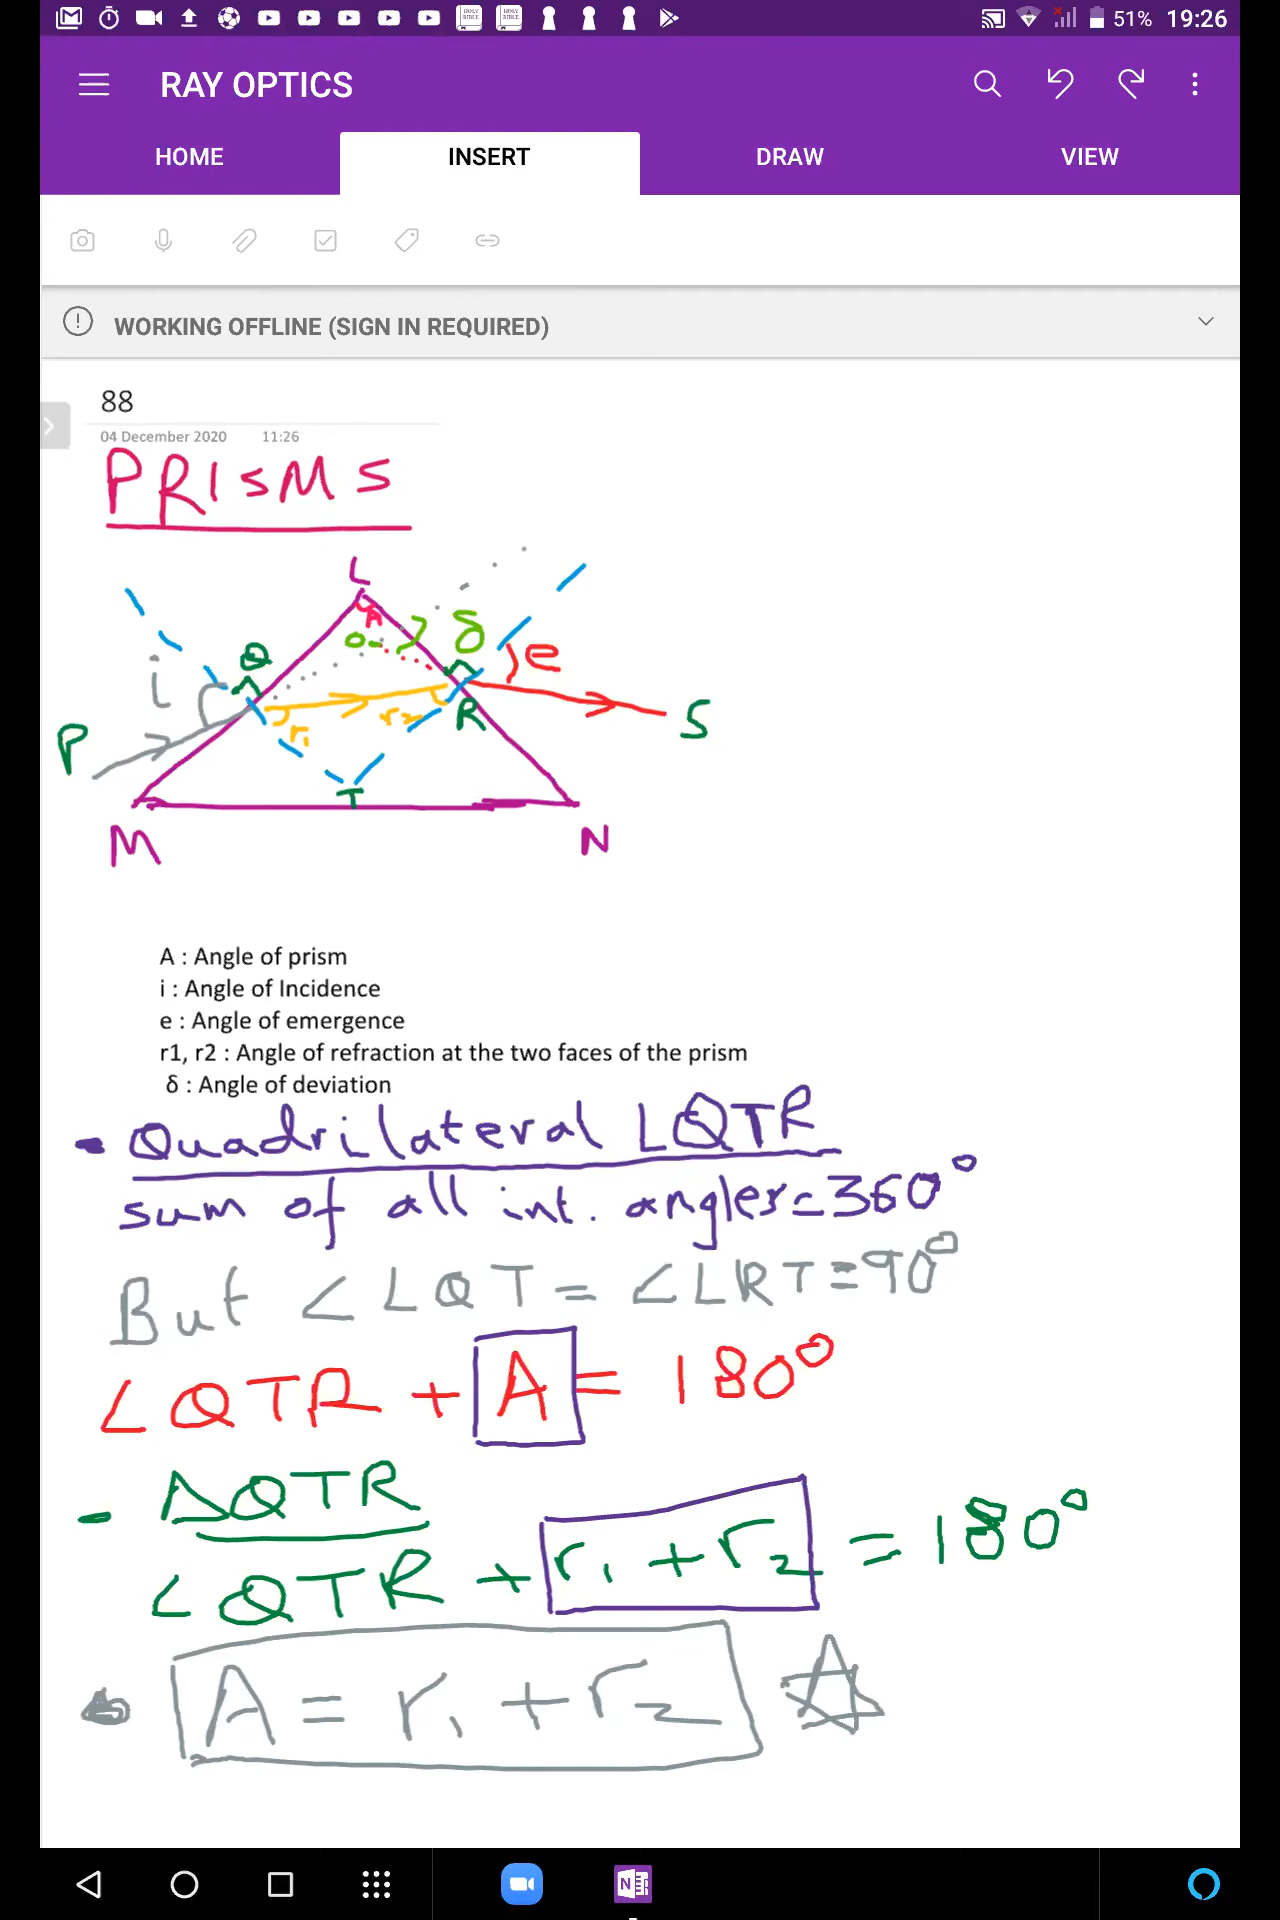 51% 19:26
RAY OPTICS
HOME INSERT DRAW VIEW
WORKING OFFLINE (SIGN IN REQUIRED)
88
04 December 2020 11:26
PRISMS
L
A
O
δ
e
Q
i
r1
r2
R
P
S
T
M
N
A : Angle of prism
i : Angle of Incidence
e : Angle of emergence
r1, r2 : Angle of refraction at the two faces of the prism
δ : Angle of deviation
- Quadrilateral LQTR
sum of all int. angles = 360°
But ∠LQT = ∠LRT = 90°
∠QTR + A = 180°
- ΔQTR
∠QTR + r1 + r2 = 180°
A = r1 + r2